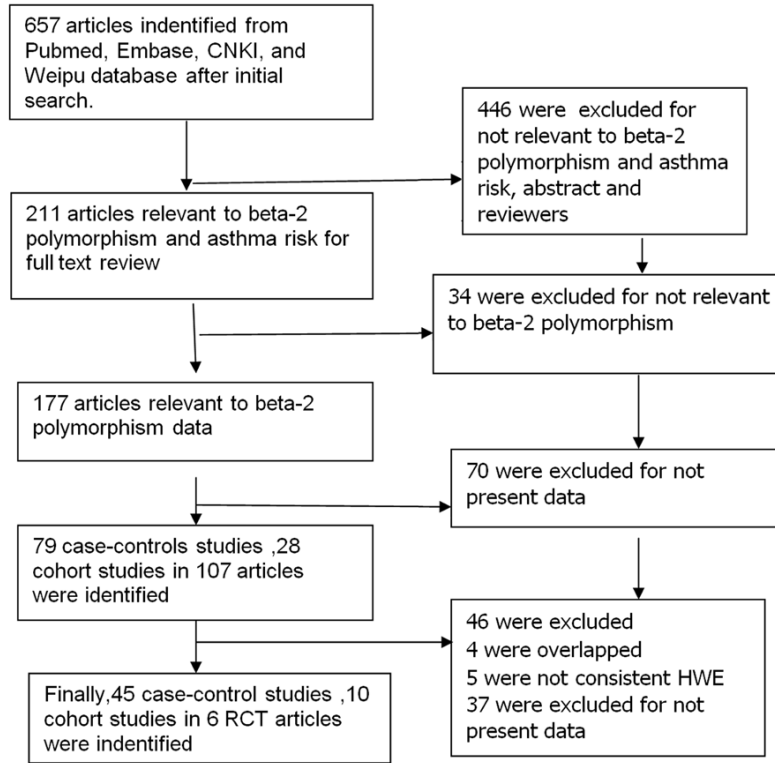 657 articles indentified from
Pubmed, Embase, CNKI, and
Weipu database after initial
search.
446 were excluded for
not relevant to beta-2
polymorphism and asthma
risk, abstract and
reviewers
211 articles relevant to beta-2
polymorphism and asthma risk for
full text review
34 were excluded for not relevant
to beta-2 polymorphism
177 articles relevant to beta-2
polymorphism data
70 were excluded for not
present data
79 case-controls studies ,28
cohort studies in 107 articles
were identified
46 were excluded
4 were overlapped
5 were not consistent HWE
37 were excluded for not
present data
Finally,45 case-control studies ,10
cohort studies in 6 RCT articles
were indentified